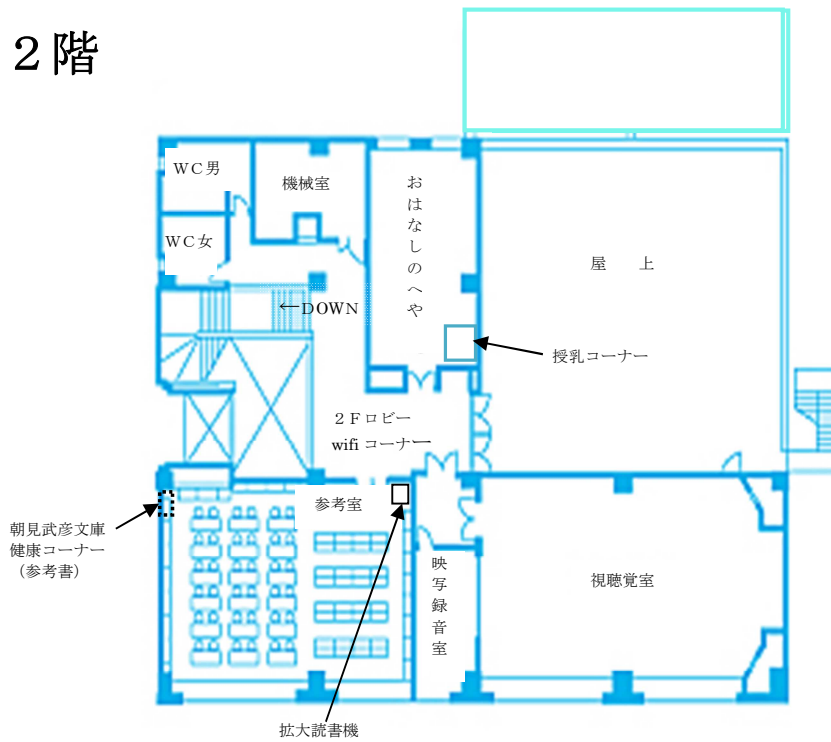 ２階
ＷＣ男
機械室
おはなしのへや
ＷＣ女
屋　上
←DOWN
授乳コーナー
２Ｆロビー
wifi コーナー
参考室
朝見武彦文庫
健康コーナー
（参考書）
映写録音室
視聴覚室
拡大読書機